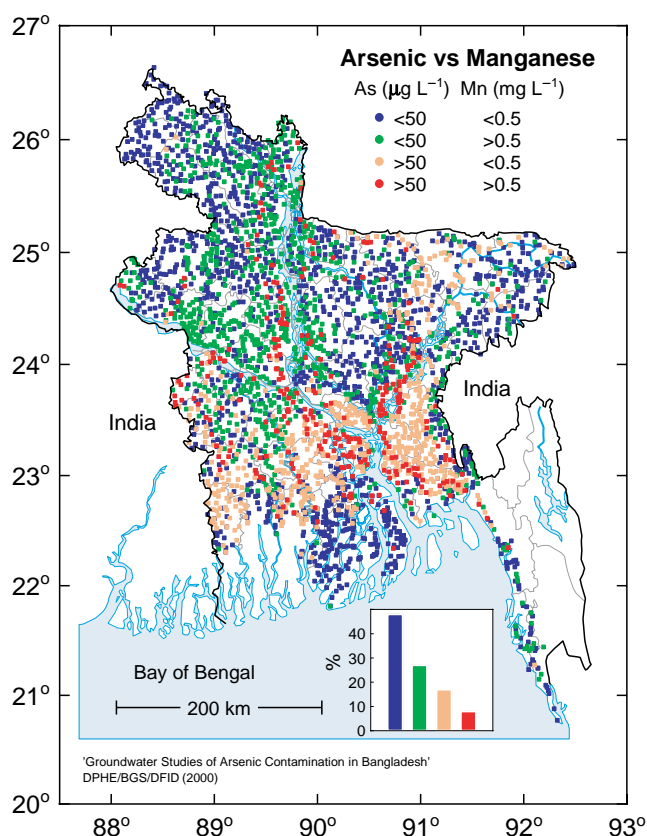 27°
26°
25°
24°
23°
22°
21°
20°
Arsenic vs Manganese
As (µg L⁻¹) Mn (mg L⁻¹)
<50 <0.5
<50 >0.5
>50 <0.5
>50 >0.5
India
India
Bay of Bengal
200 km
%
40
30
20
10
0
'Groundwater Studies of Arsenic Contamination in Bangladesh'
DPHE/BGS/DFID (2000)
88° 89° 90° 91° 92° 93°